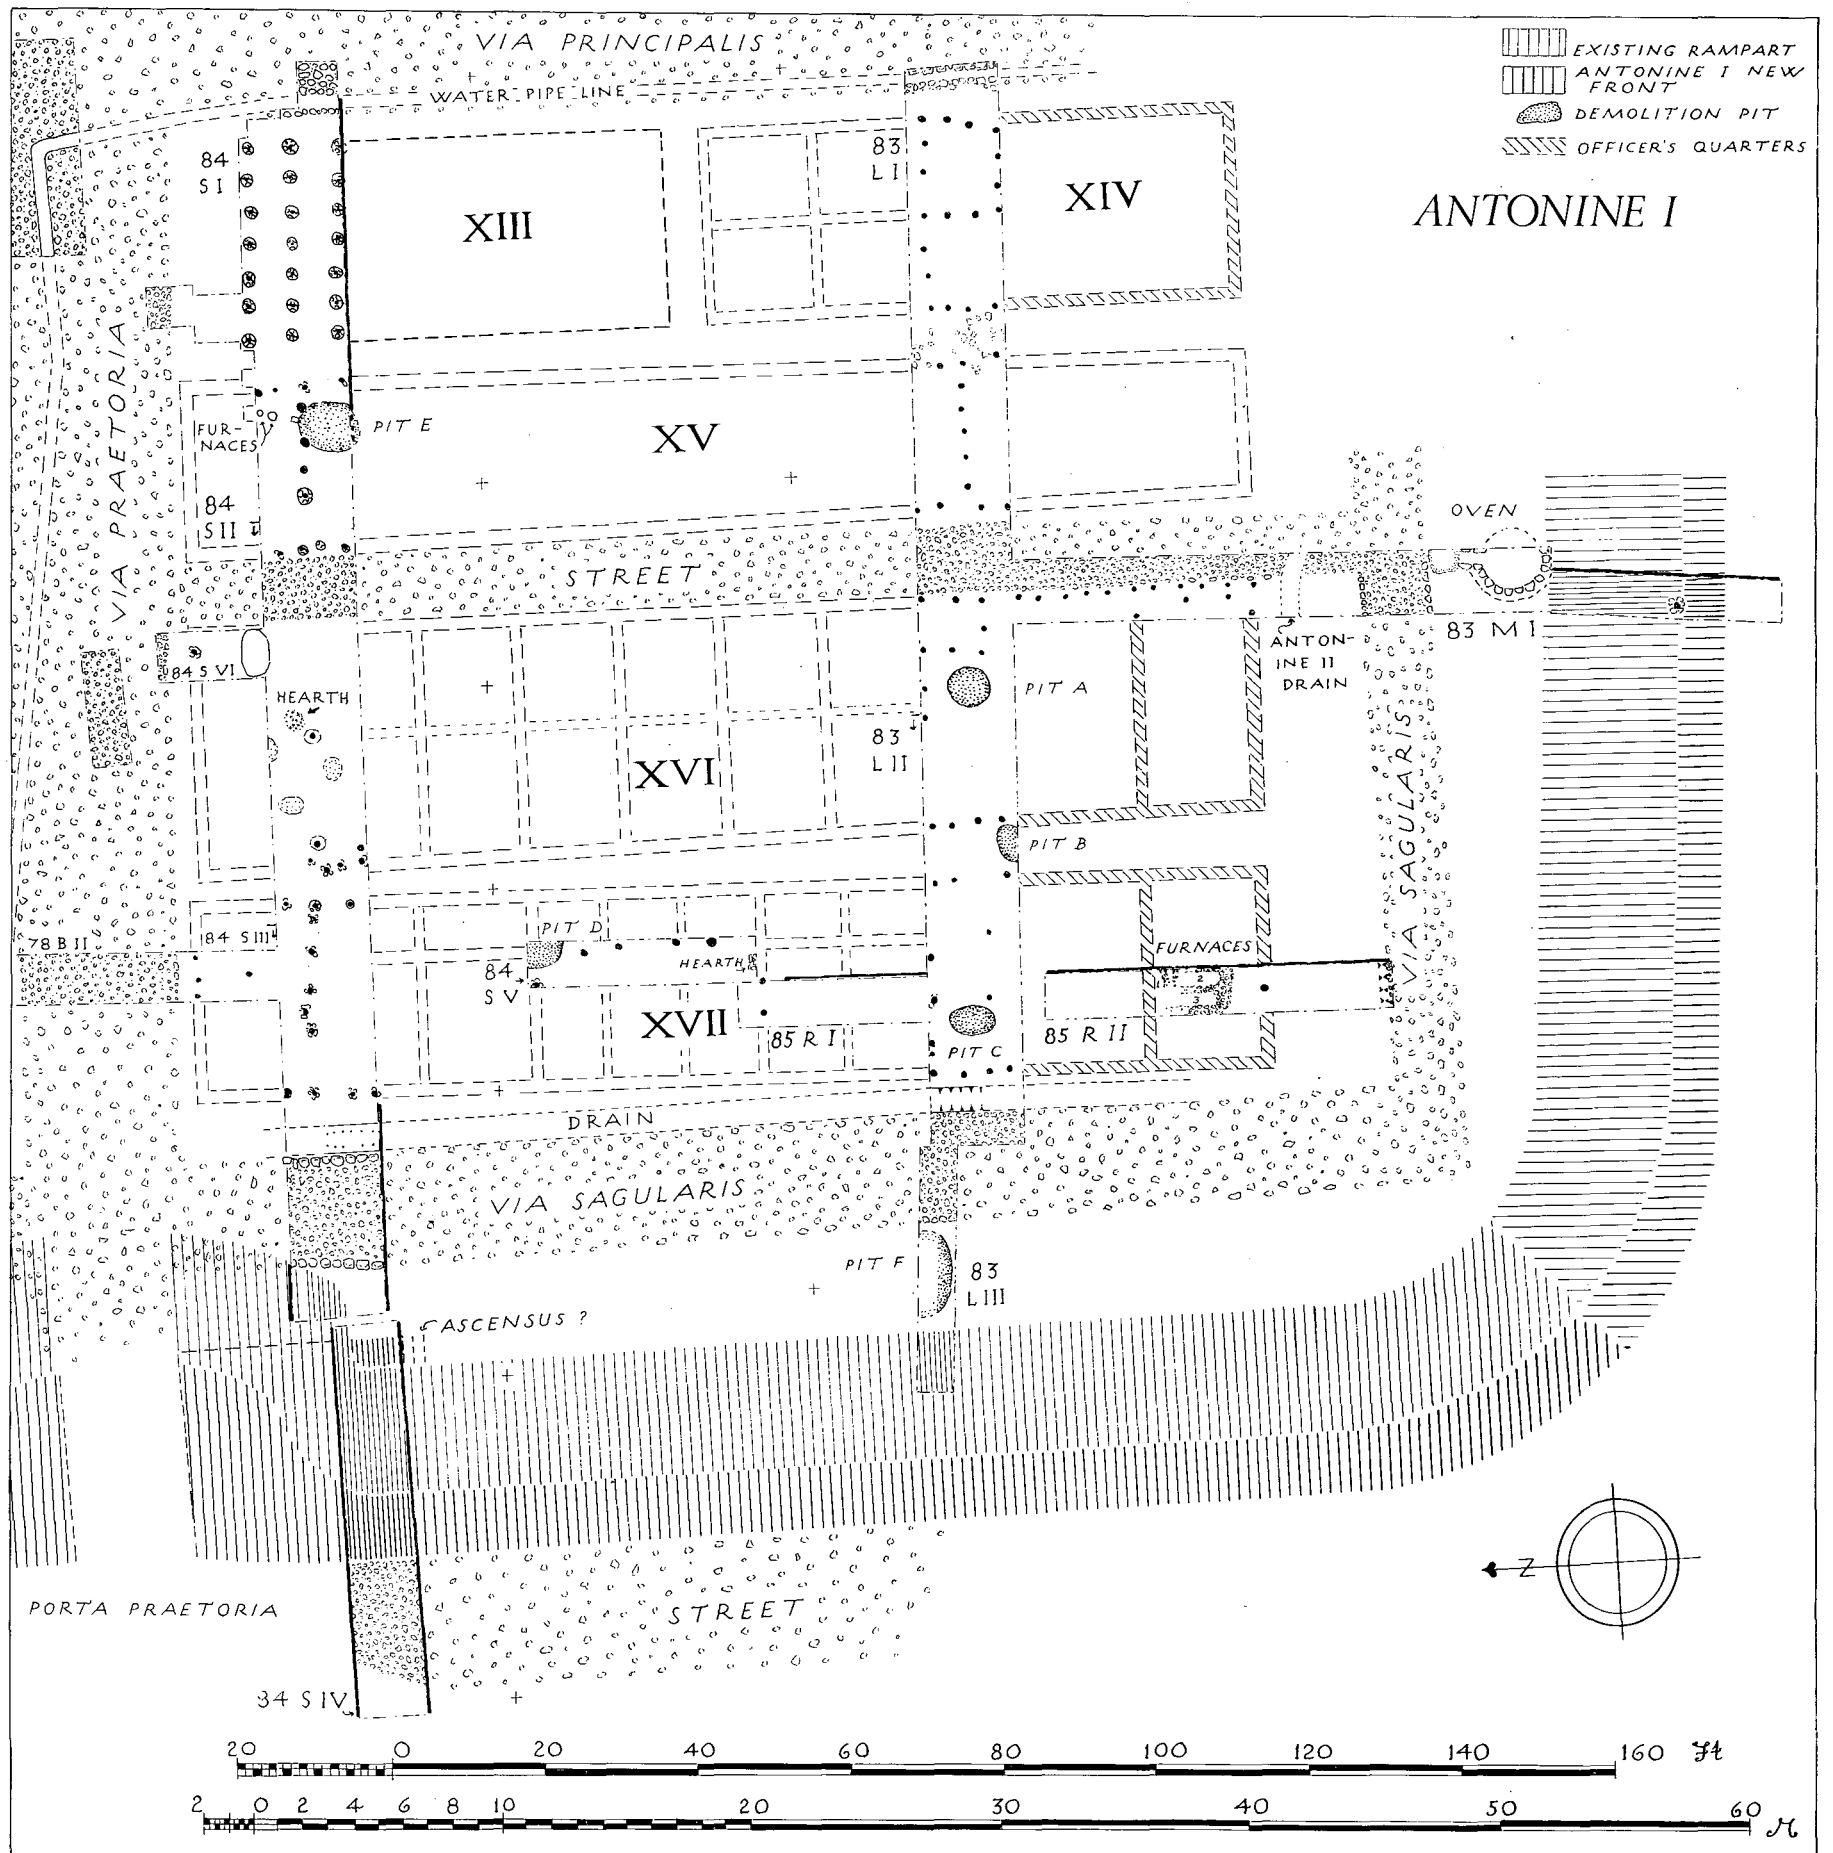 VIA PRINCIPALIS
EXISTING RAMPART
ANTONINE I NEW
FRONT
DEMOLITION PIT
OFFICER'S QUARTERS
ANTONINE I
WATER PIPE LINE
84
S I
XIII
83
L I
XIV
VIA PRAETORIA
FUR-
NACES
PIT E
XV
84
S II
OVEN
STREET
83 M I
ANTON-
INE II
DRAIN
84 S VI
HEARTH
PIT A
83
L II
XVI
VIA SAGULARIS
PIT B
78 B II
84 S III
PIT D
HEARTH
84
S V
FURNACES
2
3
XVII
85 R I
PIT C
85 R II
DRAIN
VIA SAGULARIS
PIT F
83
L III
ASCENSUS ?
PORTA PRAETORIA
STREET
Z
34 S IV
20 0 20 40 60 80 100 120 140 160 Ft
2 0 2 4 6 8 10 20 30 40 50 60 M